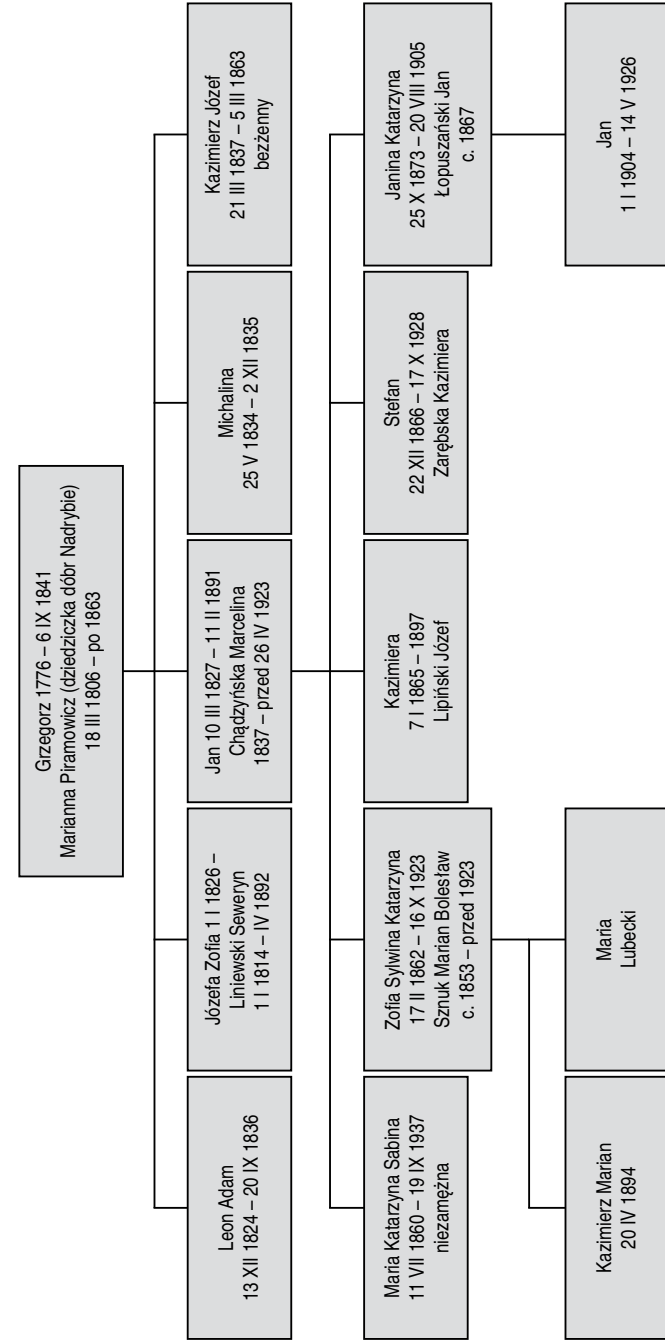 Grzegorz 1776 – 6 IX 1841
Marianna Piramowicz (dziedziczka dóbr Nadrybie)
18 III 1806 – po 1863
Leon Adam
13 XII 1824 – 20 IX 1836
Józefa Zofia 1 I 1826 –
Liniewski Seweryn
1 I 1814 – IV 1892
Jan 10 III 1827 – 11 II 1891
Chądzyńska Marcelina
1837 – przed 26 IV 1923
Michalina
25 V 1834 – 2 XII 1835
Kazimierz Józef
21 III 1837 – 5 III 1863
bezżenny
Maria Katarzyna Sabina
11 VII 1860 – 19 IX 1937
niezamężna
Zofia Sylwina Katarzyna
17 II 1862 – 16 X 1923
Sznuk Marian Bolesław
c. 1853 – przed 1923
Kazimiera
7 I 1865 – 1897
Lipiński Józef
Stefan
22 XII 1866 – 17 X 1928
Zarębska Kazimiera
Janina Katarzyna
25 X 1873 – 20 VIII 1905
Łopuszański Jan
c. 1867
Kazimierz Marian
20 IV 1894
Maria
Lubecki
Jan
1 I 1904 – 14 V 1926